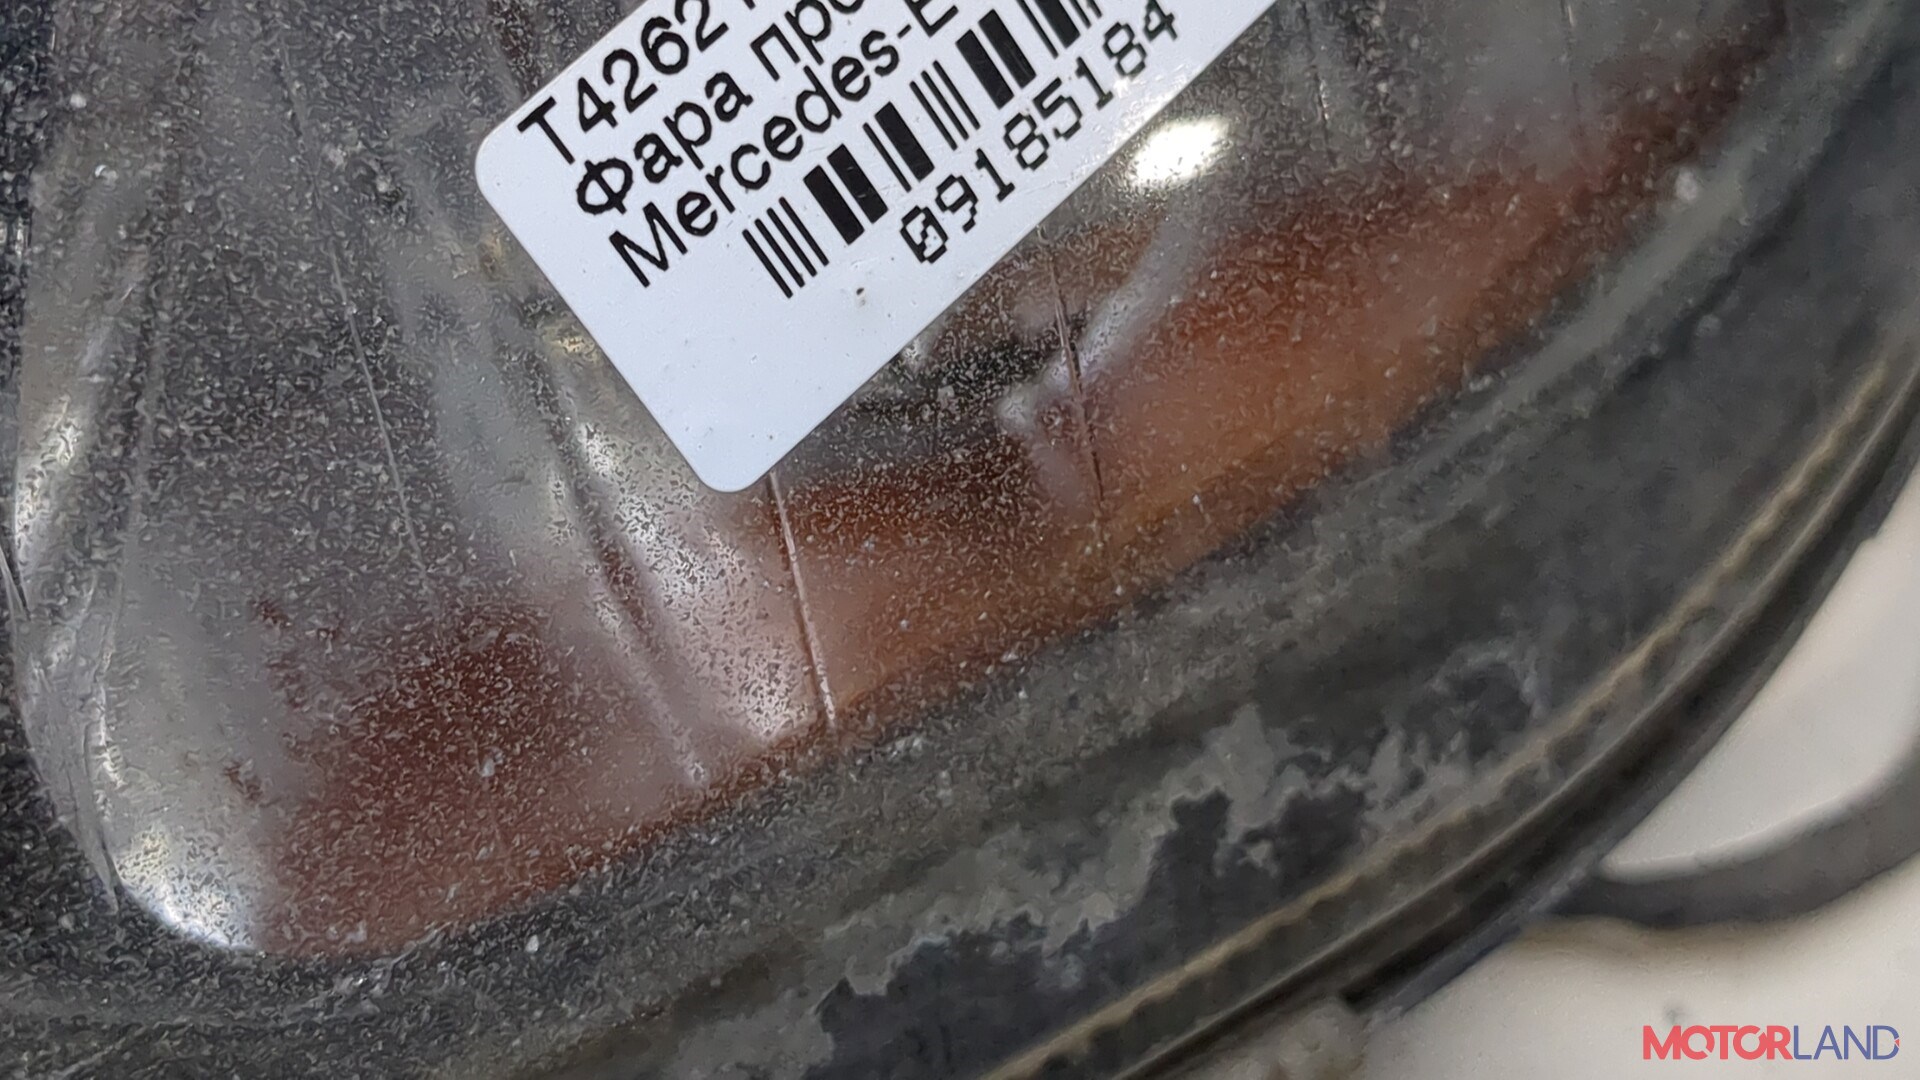 T4262
Фара
Mercedes-
09185184
MOTORLAND